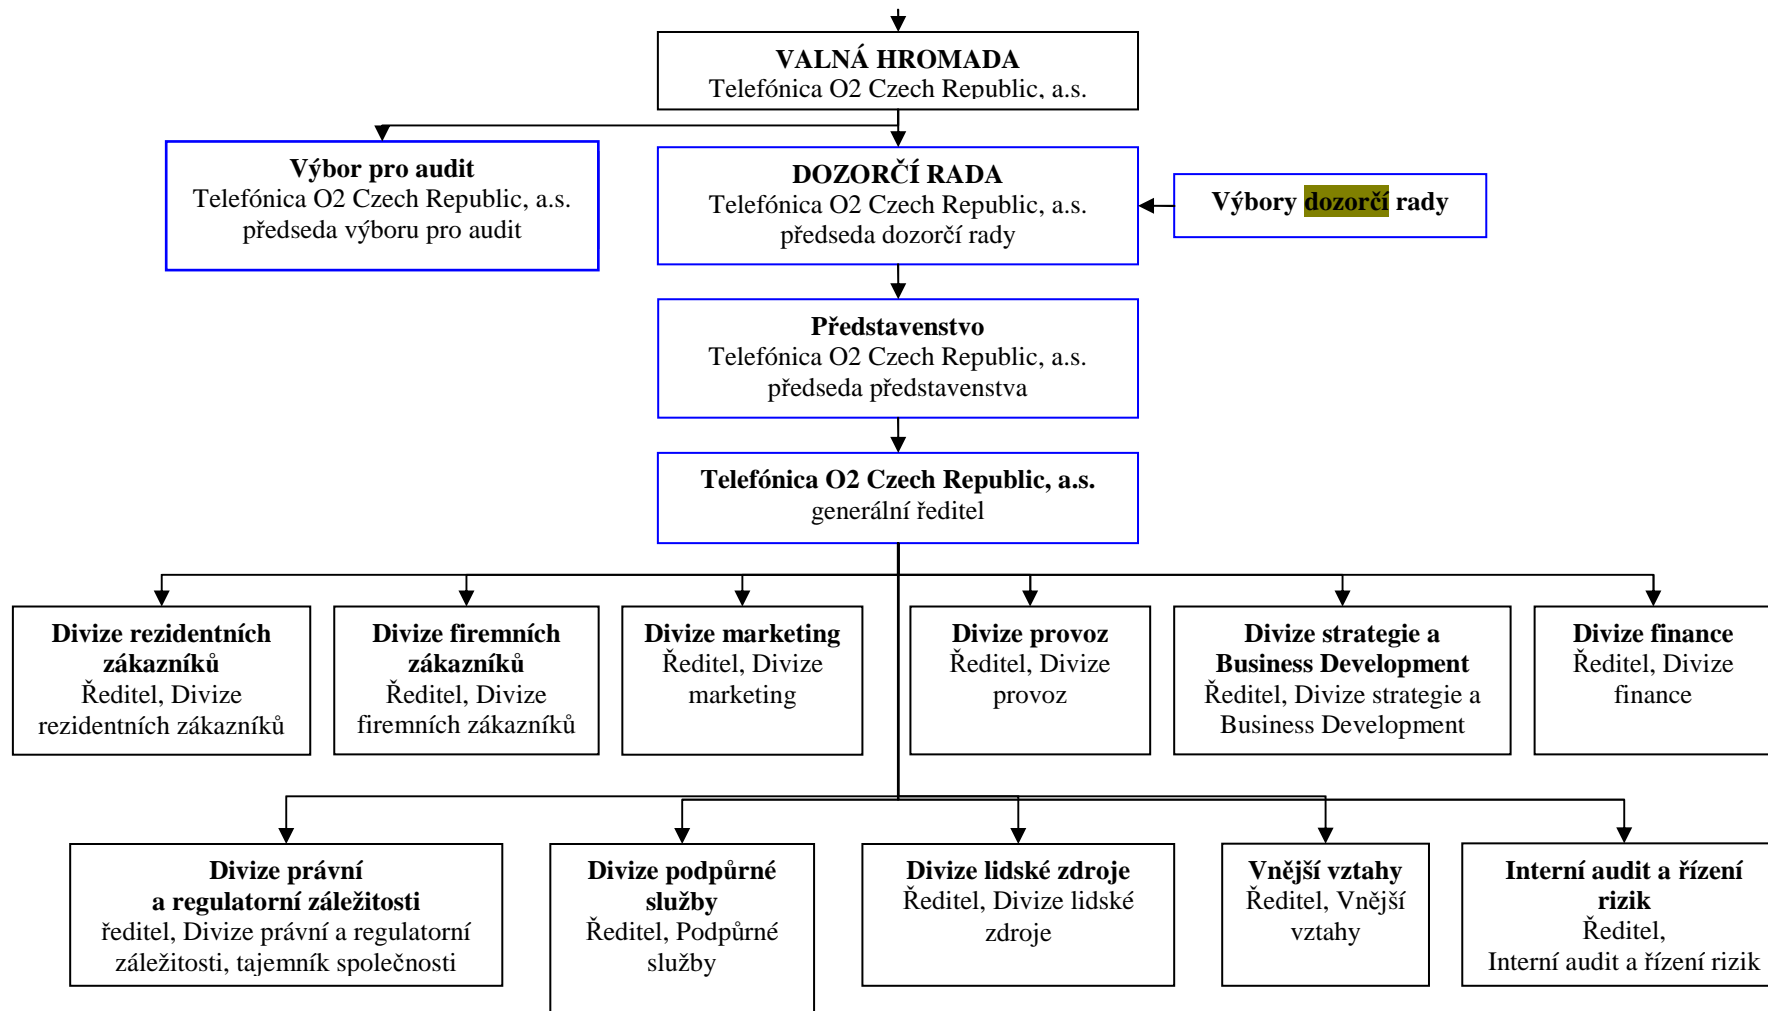 VALNÁ HROMADA
Telefónica O2 Czech Republic, a.s.
Výbor pro audit
Telefónica O2 Czech Republic, a.s.
předseda výboru pro audit
DOZORČÍ RADA
Telefónica O2 Czech Republic, a.s.
předseda dozorčí rady
Výbory dozorčí rady
Představenstvo
Telefónica O2 Czech Republic, a.s.
předseda představenstva
Telefónica O2 Czech Republic, a.s.
generální ředitel
Divize rezidentních
zákazníků
Ředitel, Divize
rezidentních zákazníků
Divize firemních
zákazníků
Ředitel, Divize
firemních zákazníků
Divize marketing
Ředitel, Divize
marketing
Divize provoz
Ředitel, Divize
provoz
Divize strategie a
Business Development
Ředitel, Divize strategie a
Business Development
Divize finance
Ředitel, Divize
finance
Divize právní
a regulatorní záležitosti
ředitel, Divize právní a regulatorní
záležitosti, tajemník společnosti
Divize podpůrné
služby
Ředitel, Podpůrné
služby
Divize lidské zdroje
Ředitel, Divize lidské
zdroje
Vnější vztahy
Ředitel, Vnější
vztahy
Interní audit a řízení
rizik
Ředitel,
Interní audit a řízení rizik